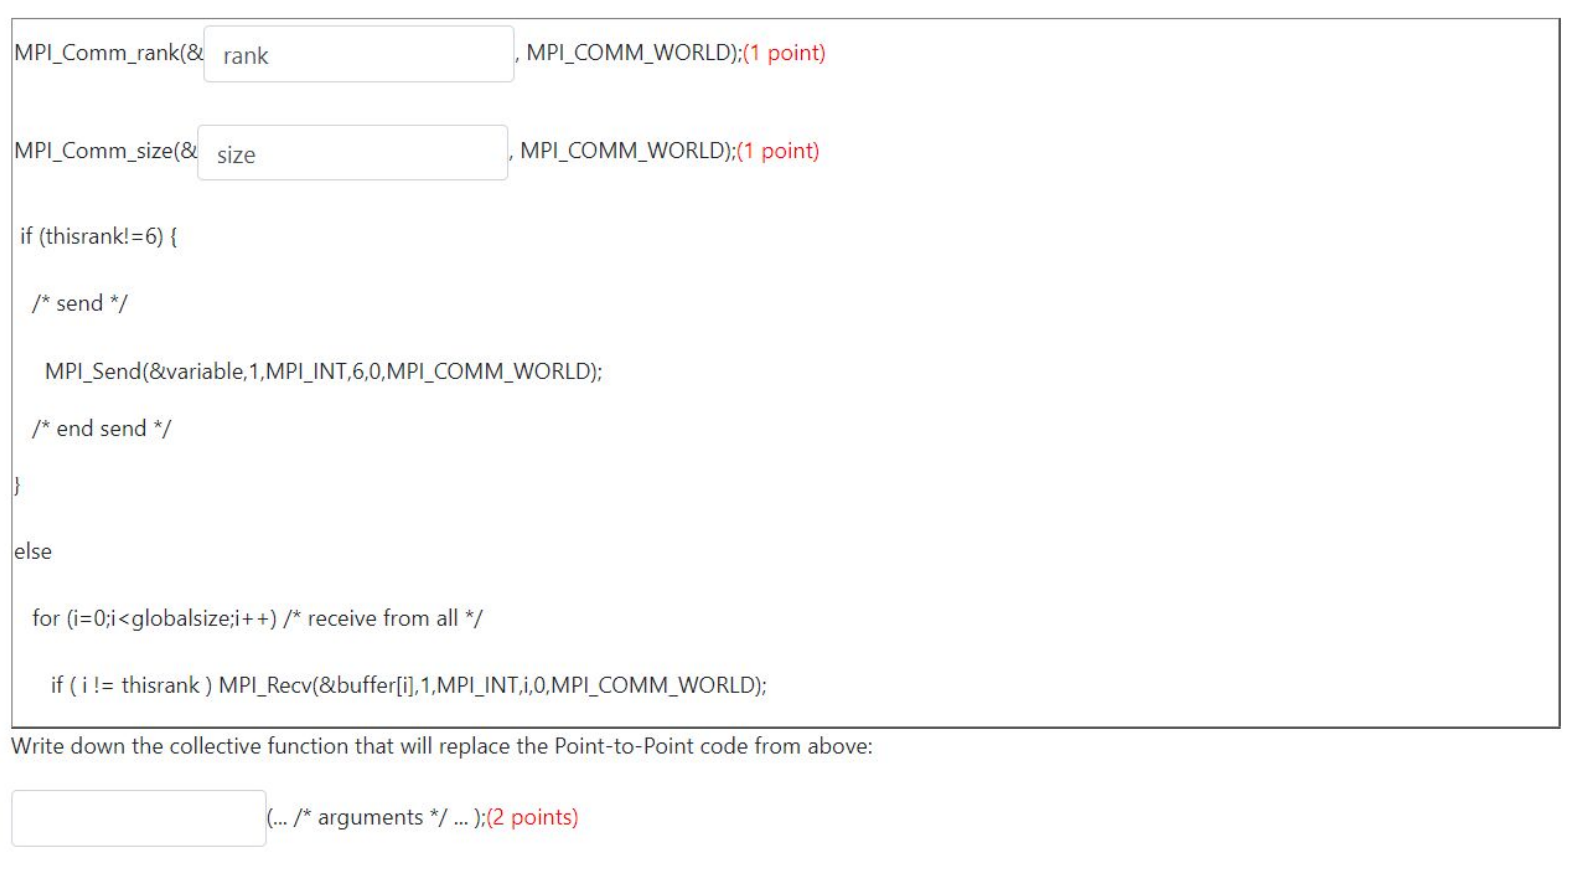 MPI_Comm_rank(& rank , MPI_COMM_WORLD);(1 point)
MPI_Comm_size(& size , MPI_COMM_WORLD);(1 point)
if (thisrank!=6) {
/* send */
MPI_Send(&variable,1,MPI_INT,6,0,MPI_COMM_WORLD);
/* end send */
}
else
for (i=0;i<globalsize;i++) /* receive from all */
if ( i != thisrank ) MPI_Recv(&buffer[i],1,MPI_INT,i,0,MPI_COMM_WORLD);
Write down the collective function that will replace the Point-to-Point code from above:
(... /* arguments */ ... );(2 points)